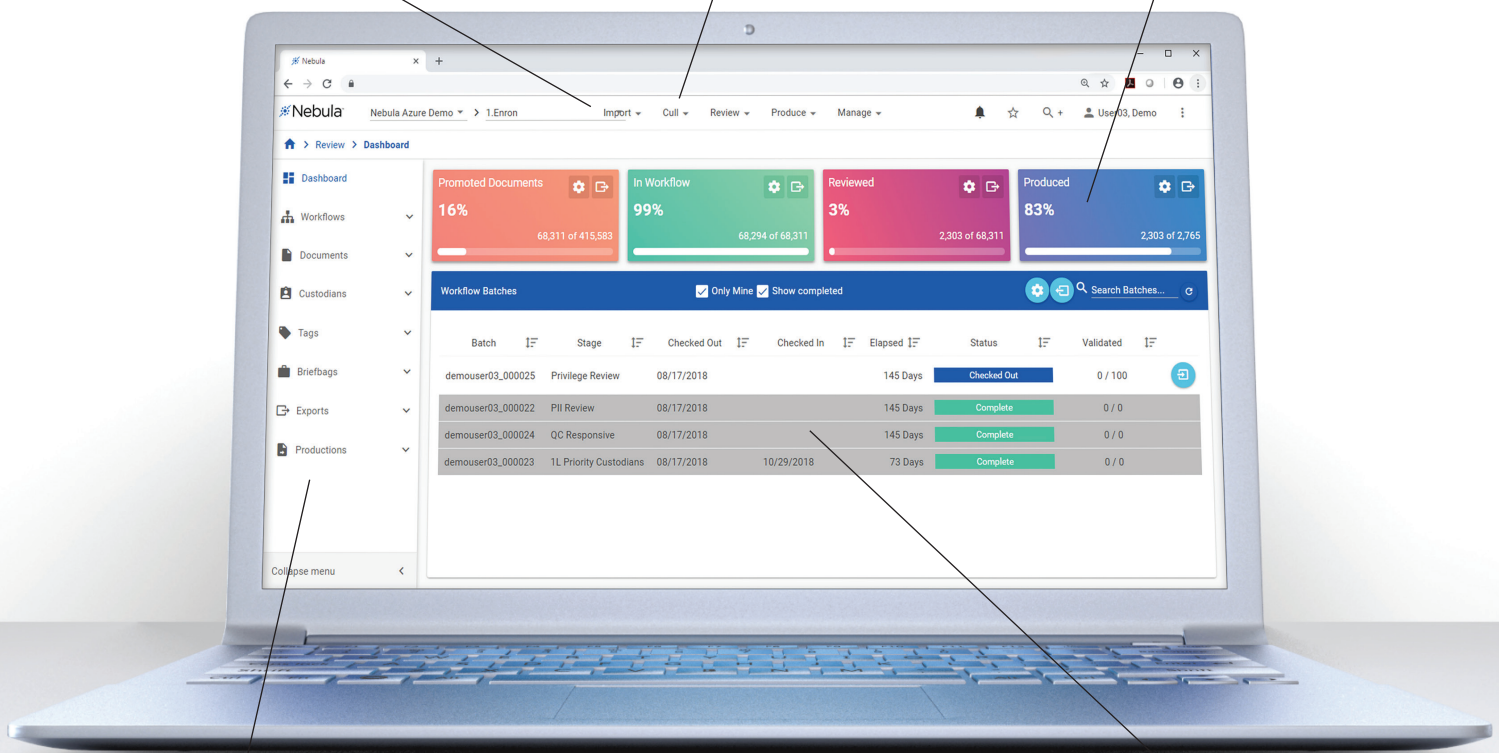 Nebula
Nebula
Nebula Azure Demo > 1.Enron
Import
Cull
Review
Produce
Manage
User03, Demo
> Review > Dashboard
Dashboard
Workflows
Documents
Custodians
Tags
Briefbags
Exports
Productions
Collapse menu
Promoted Documents
16%
68,311 of 415,583
In Workflow
99%
68,294 of 68,311
Reviewed
3%
2,303 of 68,311
Produced
83%
2,303 of 2,765
Workflow Batches
Only Mine
Show completed
Search Batches...
Batch Stage Checked Out Checked In Elapsed Status Validated
demouser03_000025 Privilege Review 08/17/2018 145 Days Checked Out 0 / 100
demouser03_000022 PII Review 08/17/2018 145 Days Complete 0 / 0
demouser03_000024 QC Responsive 08/17/2018 145 Days Complete 0 / 0
demouser03_000023 1L Priority Custodians 08/17/2018 10/29/2018 73 Days Complete 0 / 0